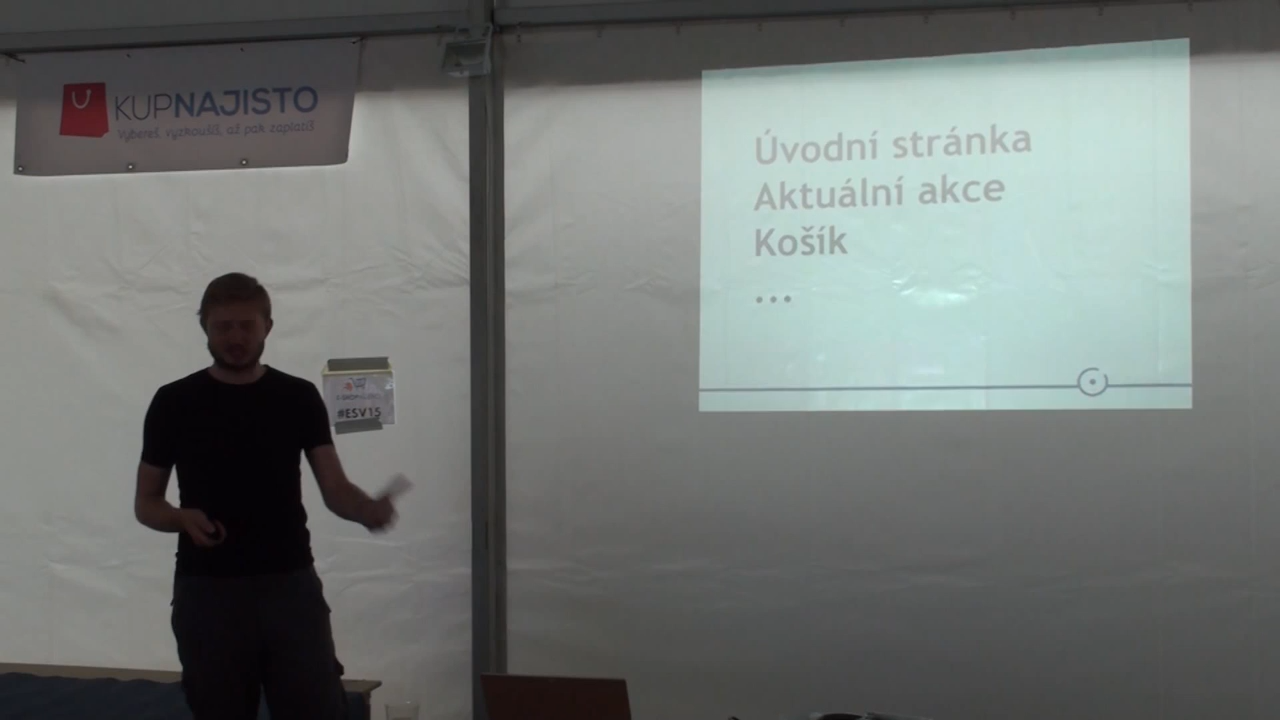 KUPNAJISTO
Vybereš, vyzkoušíš, až pak zaplatíš
Úvodní stránka
Aktuální akce
Košík
...
#ESV15